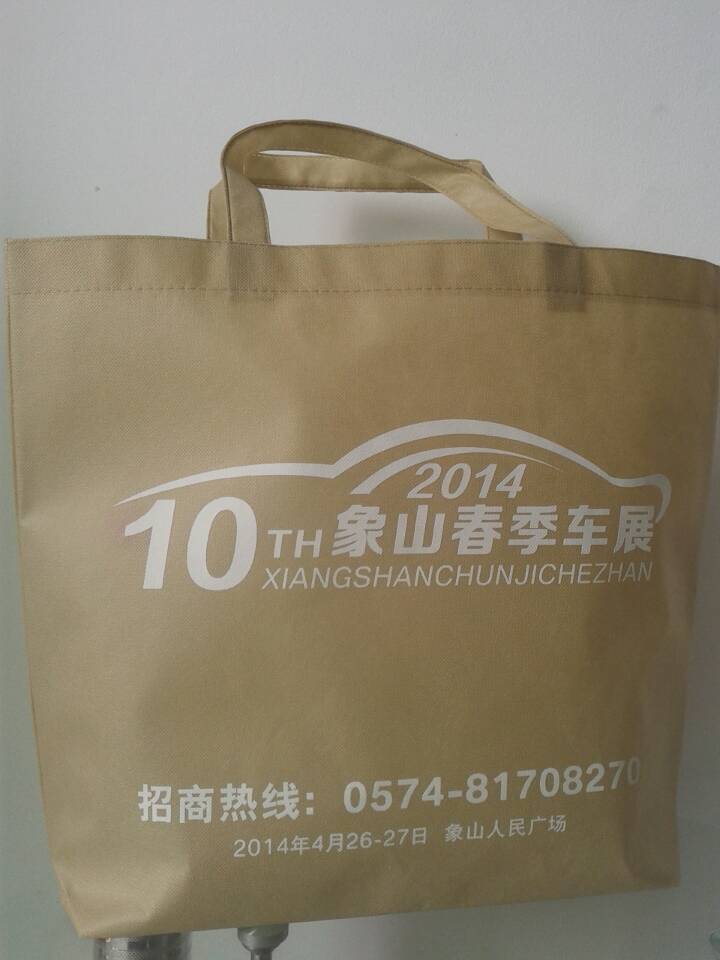 2014
10TH象山春季车展
XIANGSHANCHUNJICHEZHAN
招商热线：0574-81708270
2014年4月26-27日 象山人民广场